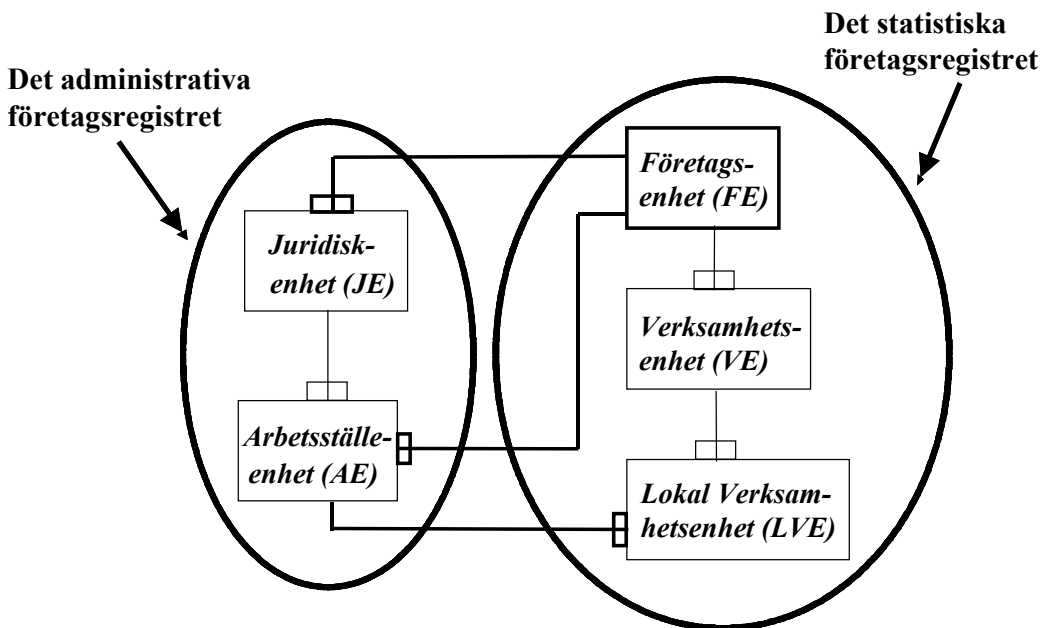 Det statistiska
företagsregistret
Det administrativa
företagsregistret
Företags-
enhet (FE)
Juridisk-
enhet (JE)
Verksamhets-
enhet (VE)
Arbetsställe-
enhet (AE)
Lokal Verksam-
hetsenhet (LVE)